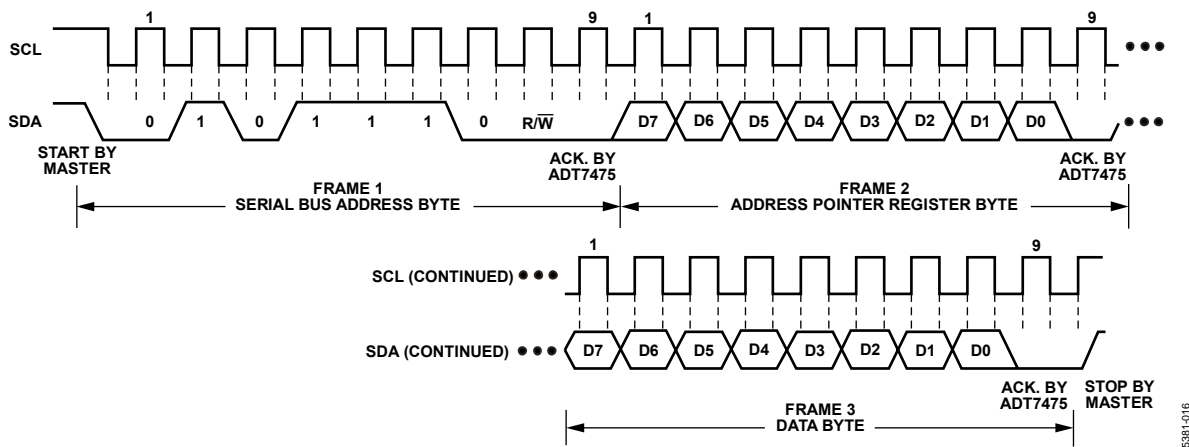 1 9 1 9
SCL
SDA 0 1 0 1 1 1 0 R/W̅ D7 D6 D5 D4 D3 D2 D1 D0
START BY MASTER
ACK. BY ADT7475
ACK. BY ADT7475
FRAME 1
SERIAL BUS ADDRESS BYTE
FRAME 2
ADDRESS POINTER REGISTER BYTE
1 9
SCL (CONTINUED)
SDA (CONTINUED) D7 D6 D5 D4 D3 D2 D1 D0
ACK. BY ADT7475
STOP BY MASTER
FRAME 3
DATA BYTE
5381-016